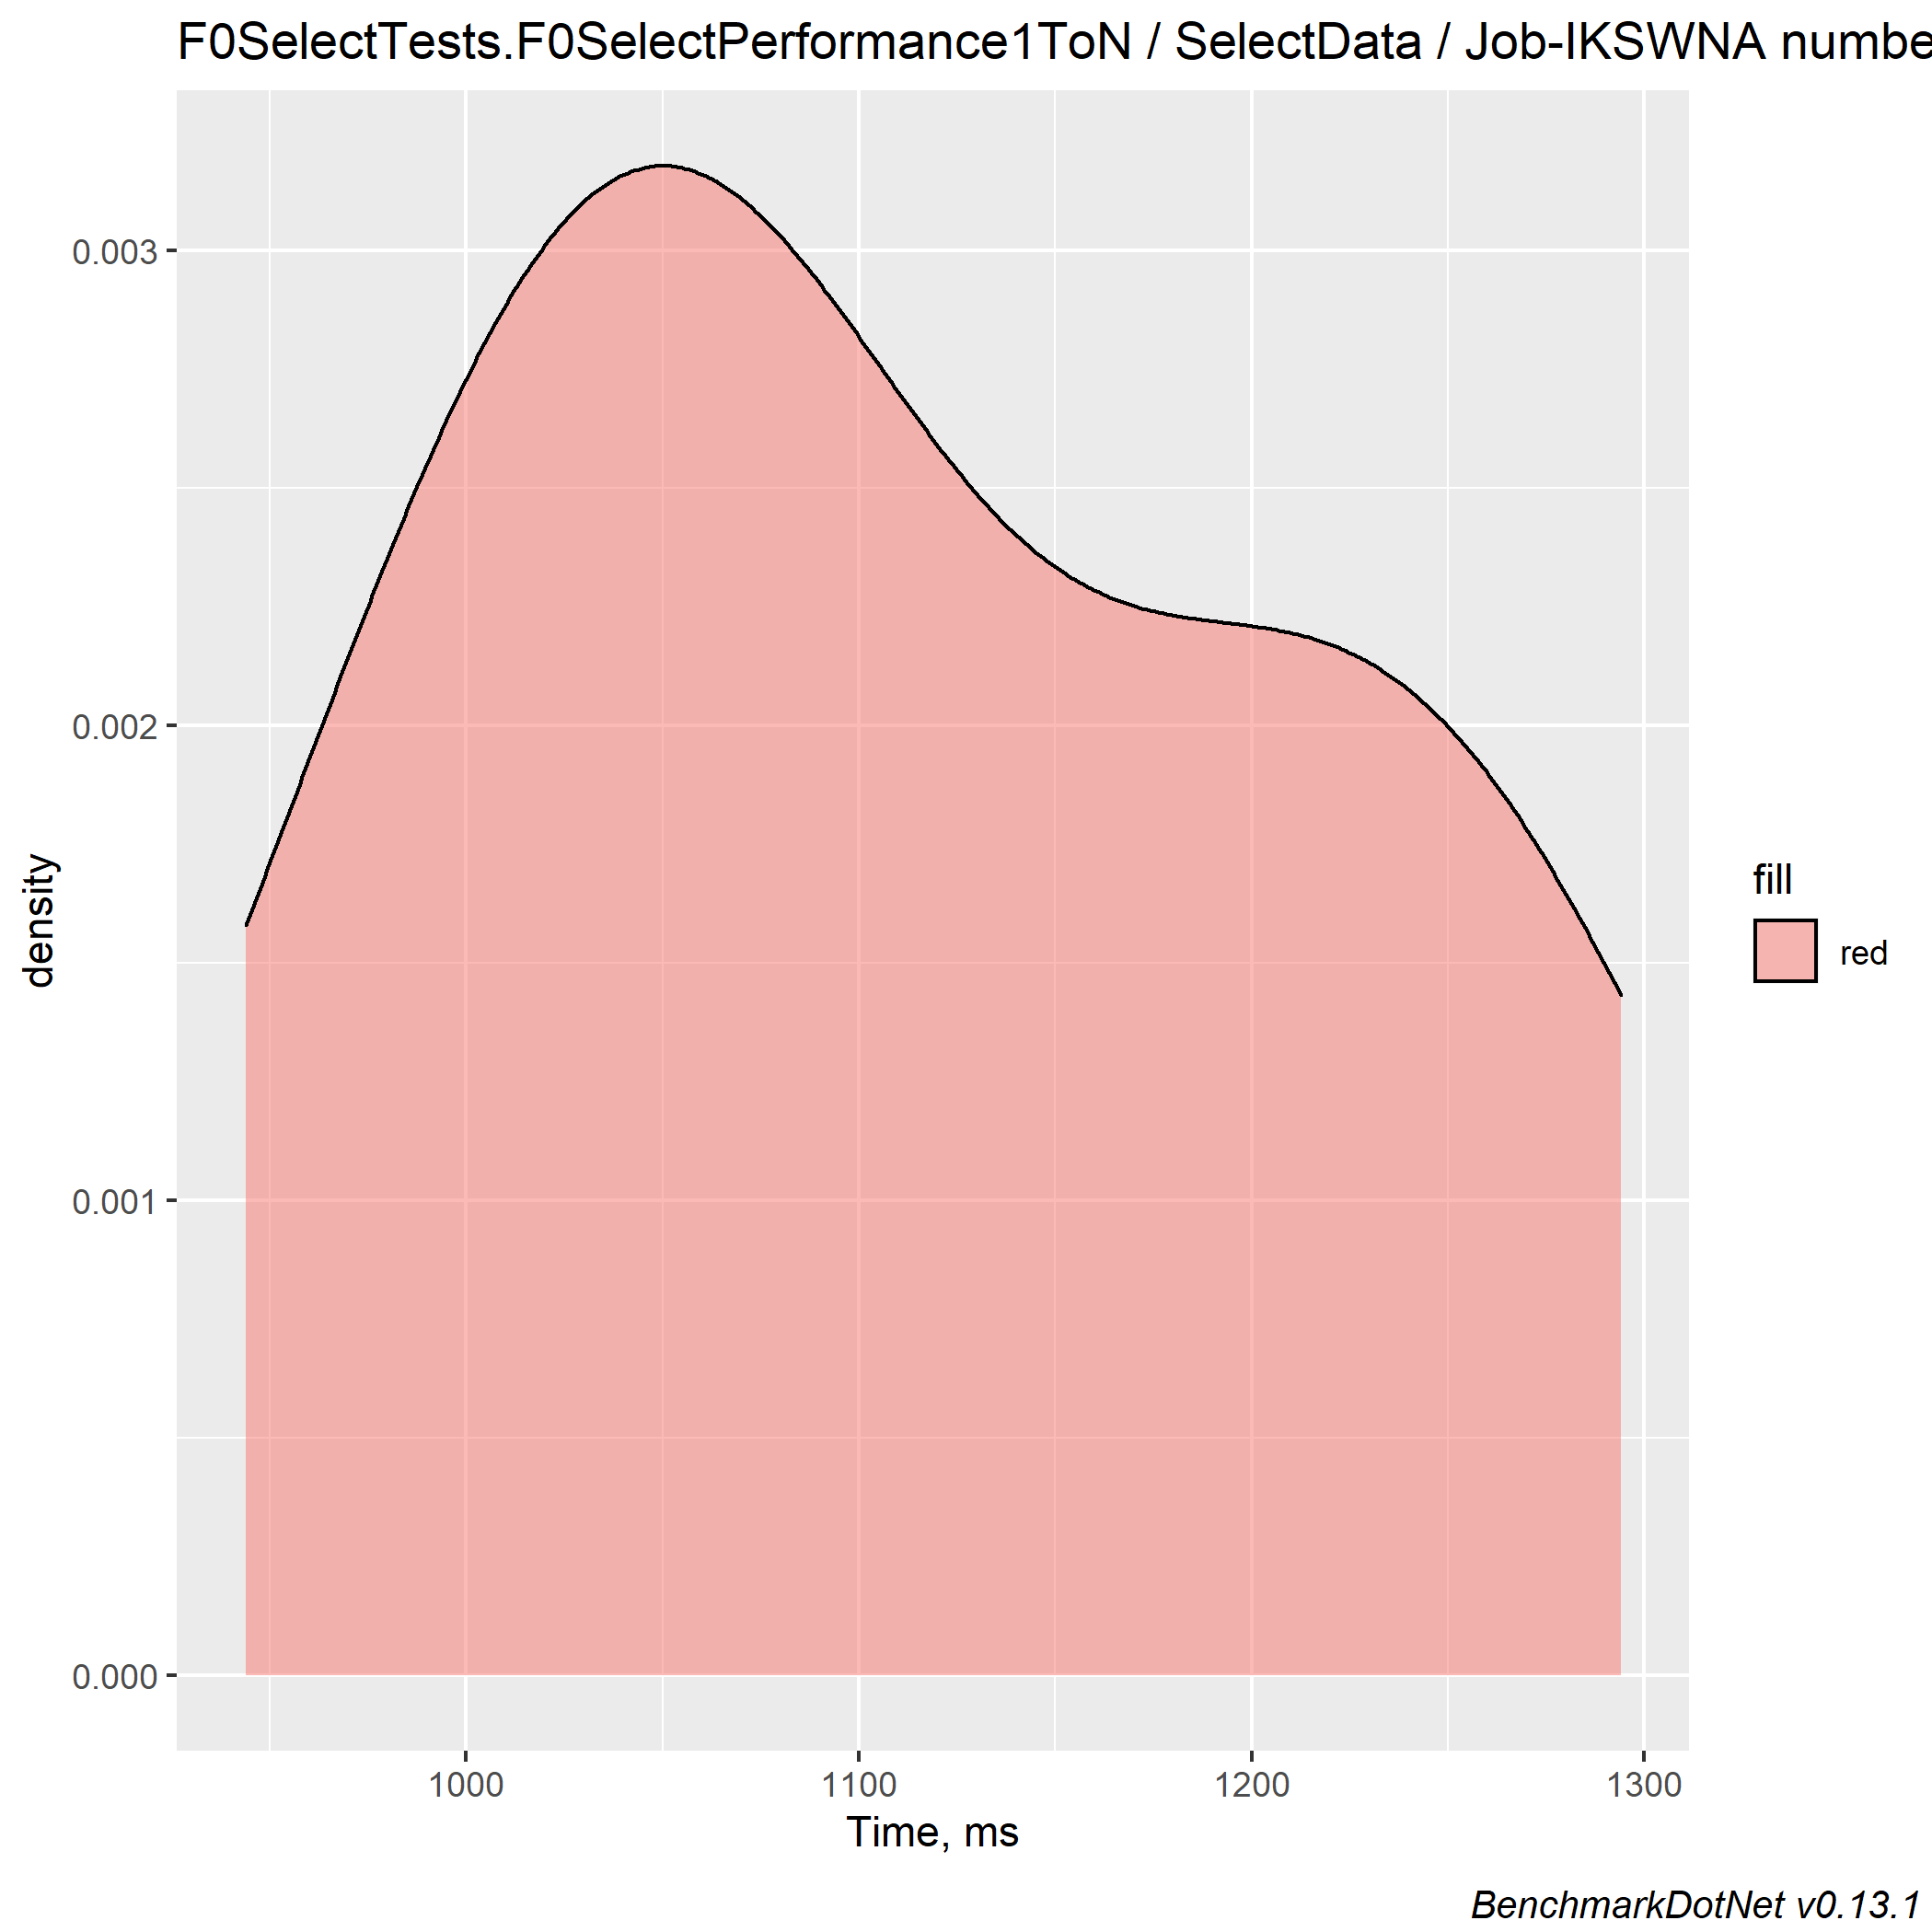 F0SelectTests.F0SelectPerformance1ToN / SelectData / Job-IKSWNA numbe
0.003
0.002
0.001
0.000
density
1000 1100 1200 1300
Time, ms
fill
red
BenchmarkDotNet v0.13.1